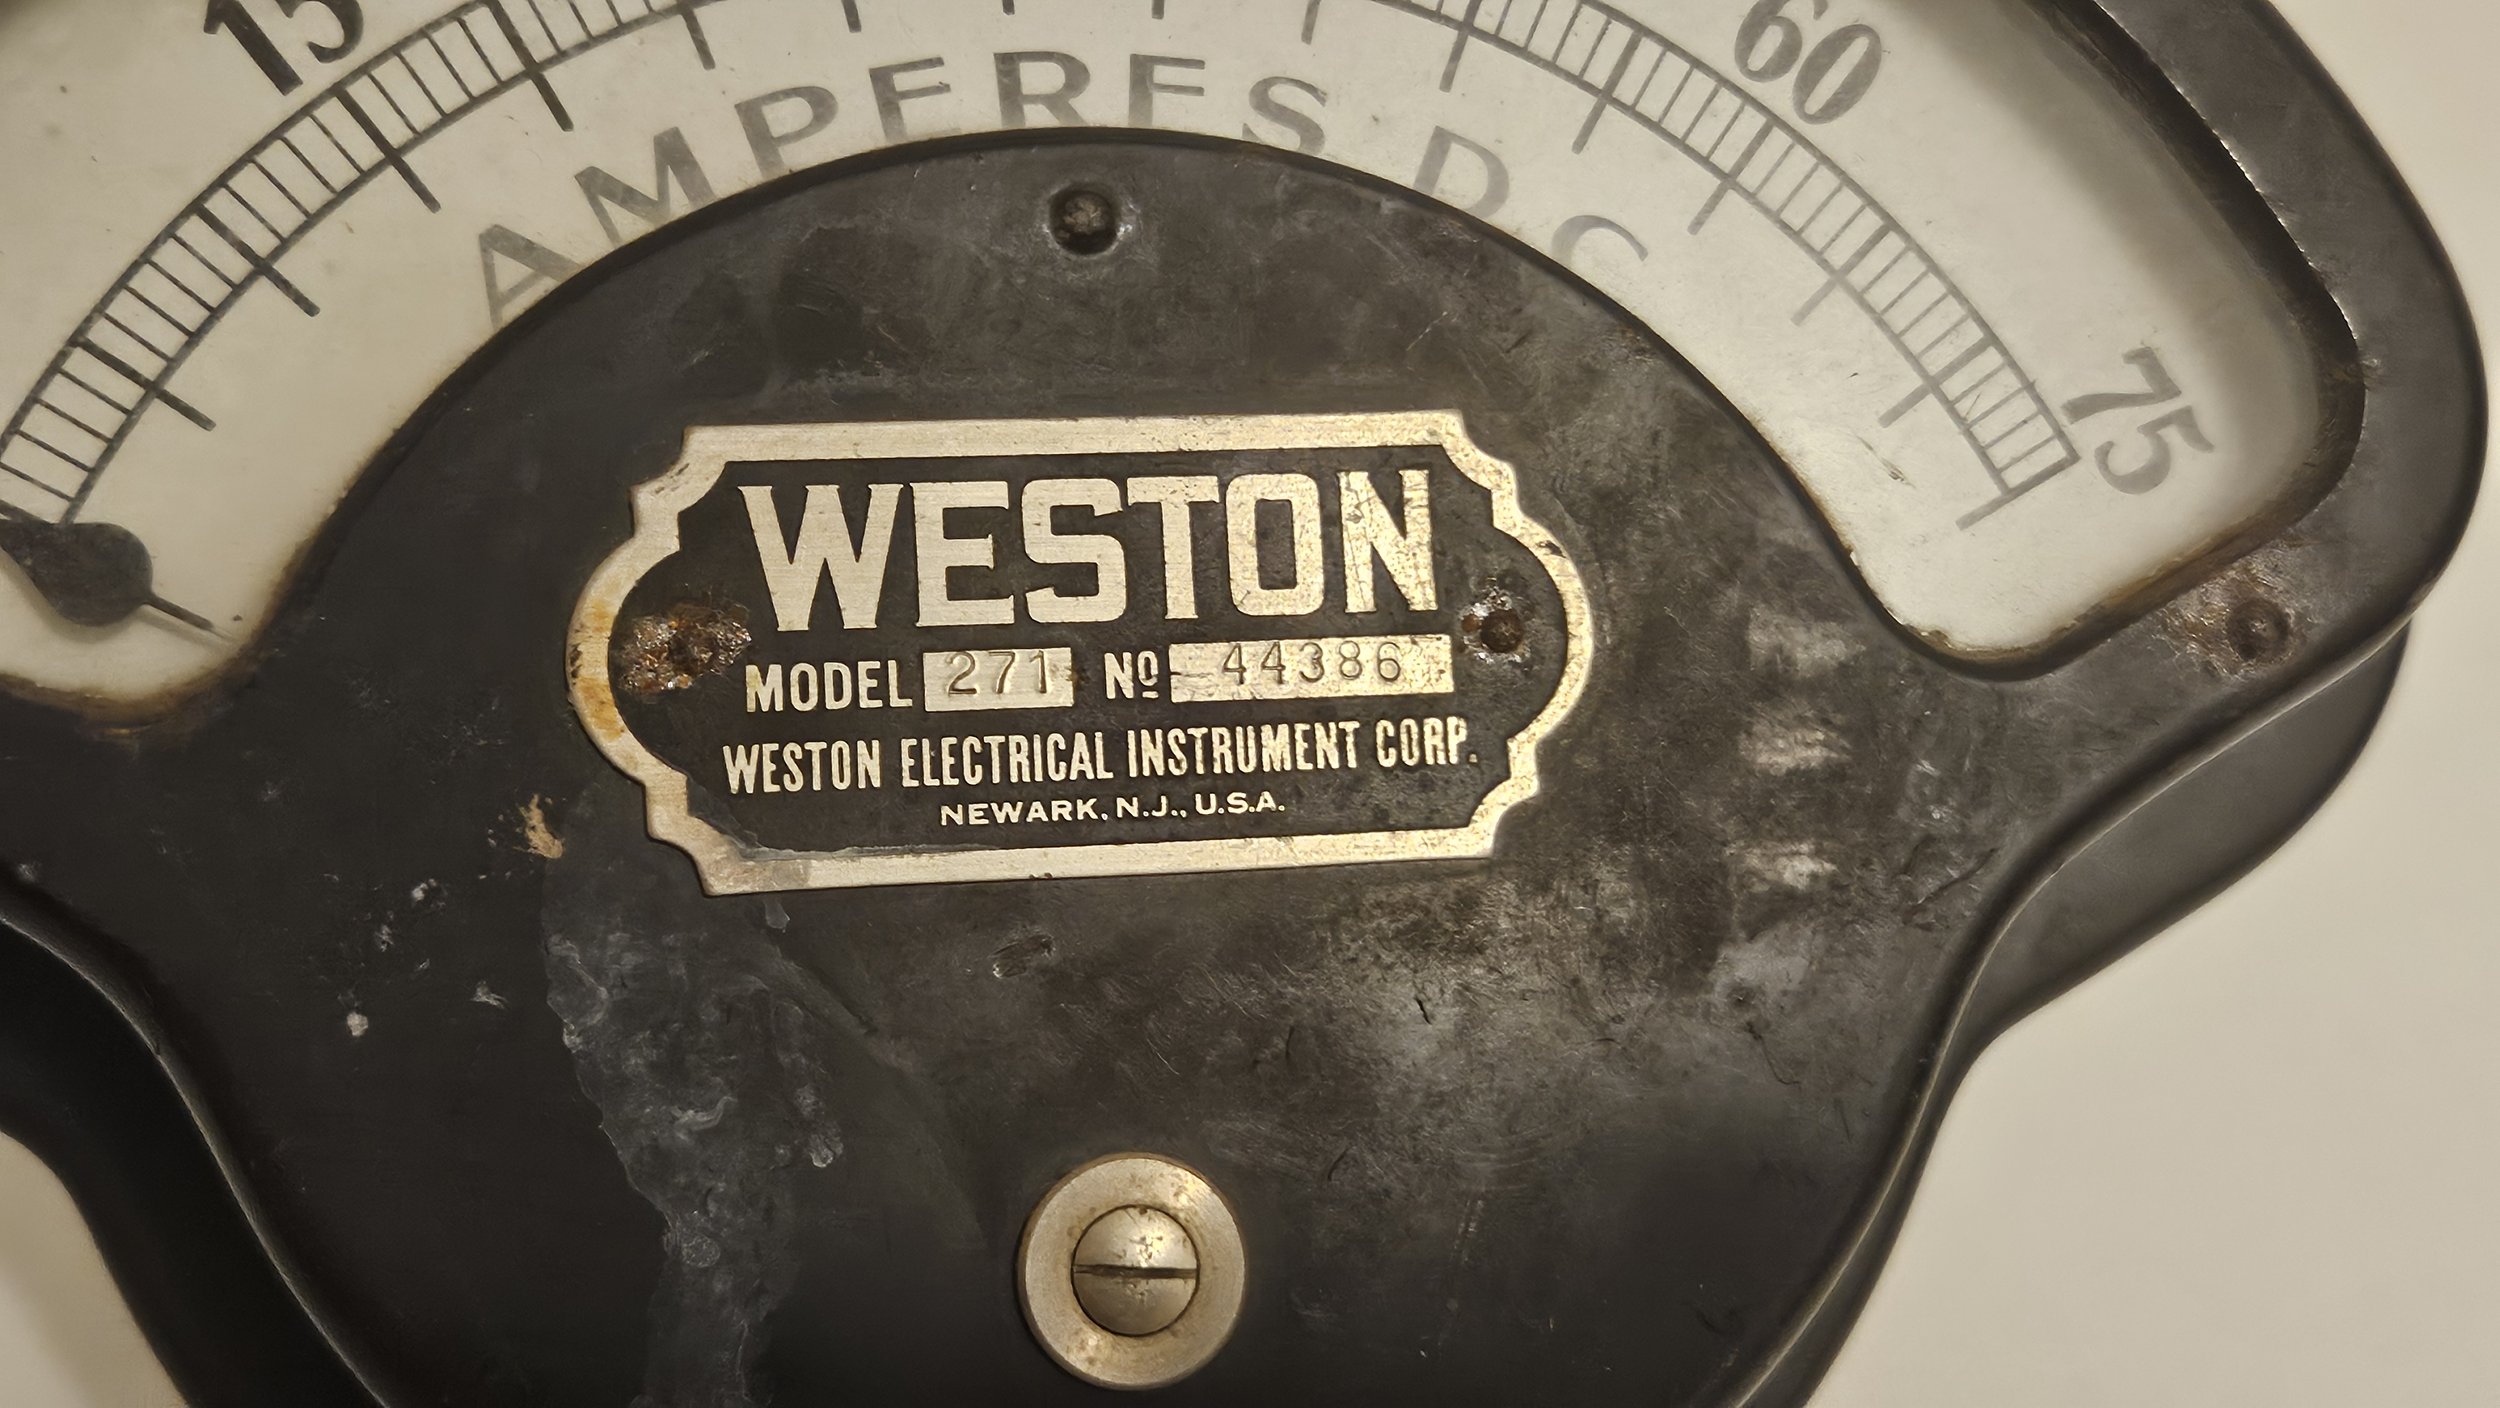 15
60
75
AMPERES D.C
WESTON
MODEL 271 No 44386
WESTON ELECTRICAL INSTRUMENT CORP.
NEWARK, N.J., U.S.A.